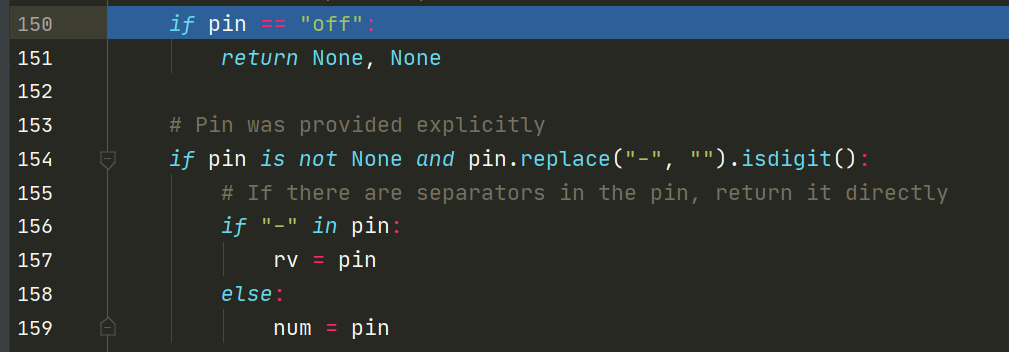 150 if pin == "off":
151 return None, None
152
153 # Pin was provided explicitly
154 if pin is not None and pin.replace("-", "").isdigit():
155 # If there are separators in the pin, return it directly
156 if "-" in pin:
157 rv = pin
158 else:
159 num = pin